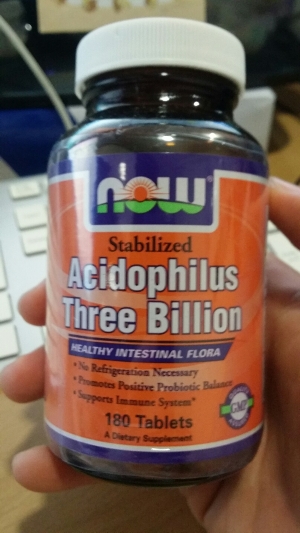 NOW
Stabilized
Acidophilus
Three Billion
HEALTHY INTESTINAL FLORA
• No Refrigeration Necessary
• Promotes Positive Probiotic Balance
• Supports Immune System*
GMP
180 Tablets
A Dietary Supplement